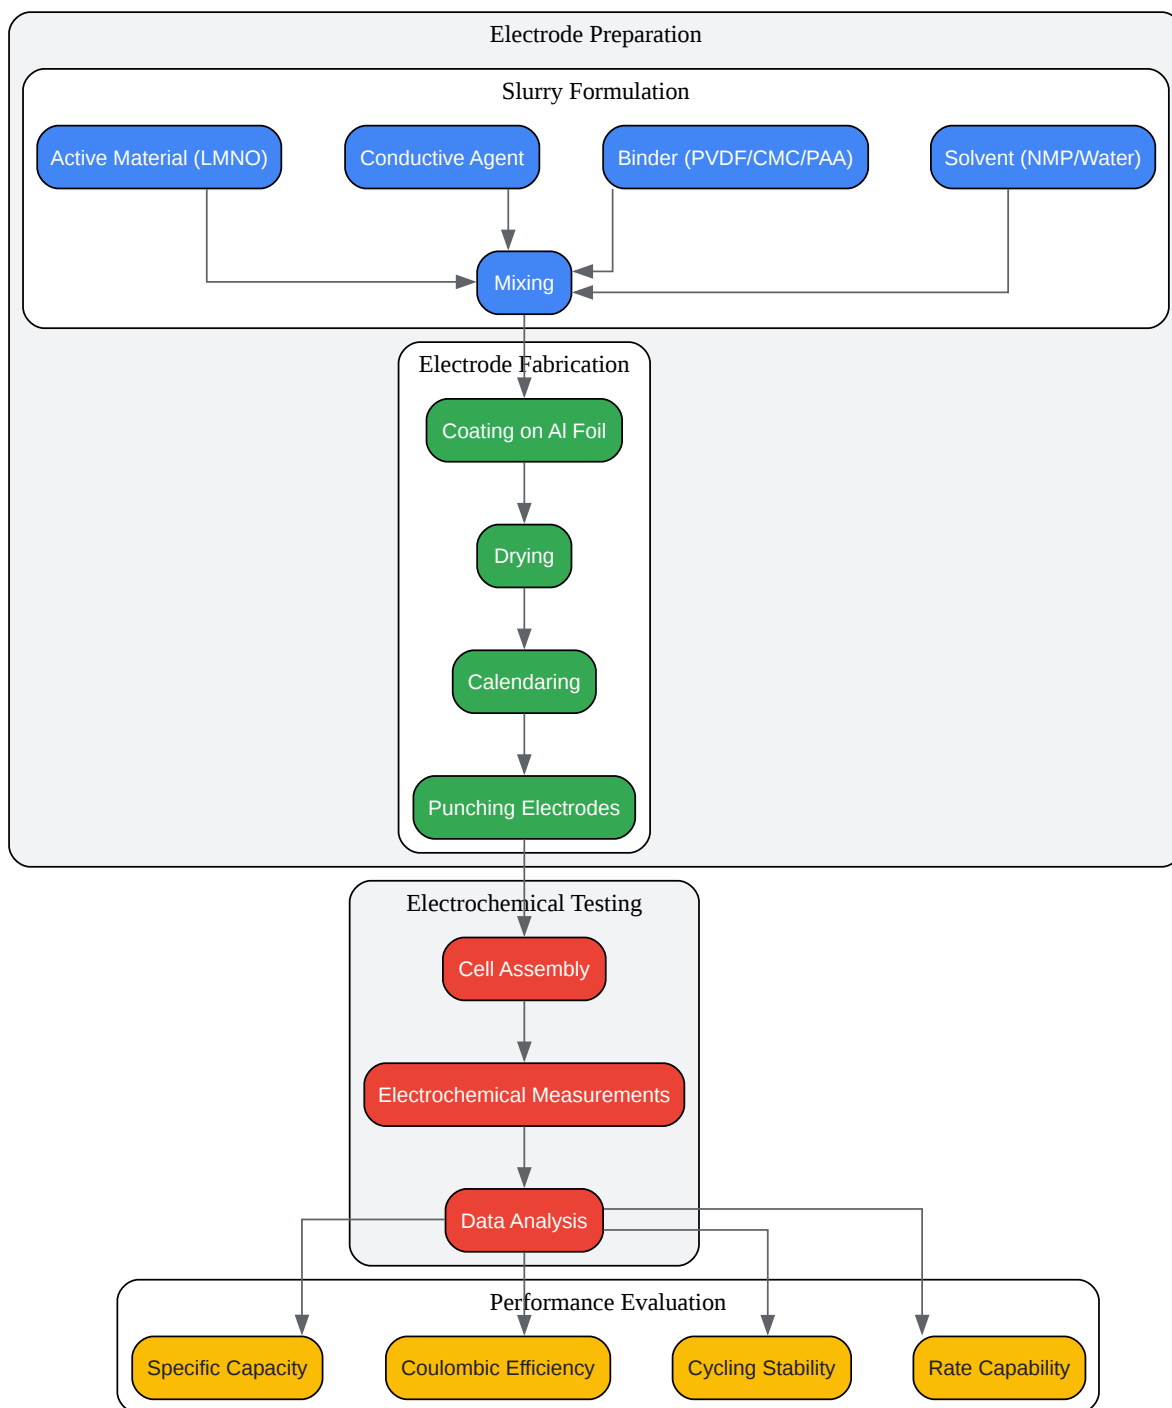 Electrode Preparation
Slurry Formulation
Active Material (LMNO)
Conductive Agent
Binder (PVDF/CMC/PAA)
Solvent (NMP/Water)
Mixing
Electrode Fabrication
Coating on Al Foil
Drying
Calendaring
Punching Electrodes
Electrochemical Testing
Cell Assembly
Electrochemical Measurements
Data Analysis
Performance Evaluation
Specific Capacity
Coulombic Efficiency
Cycling Stability
Rate Capability